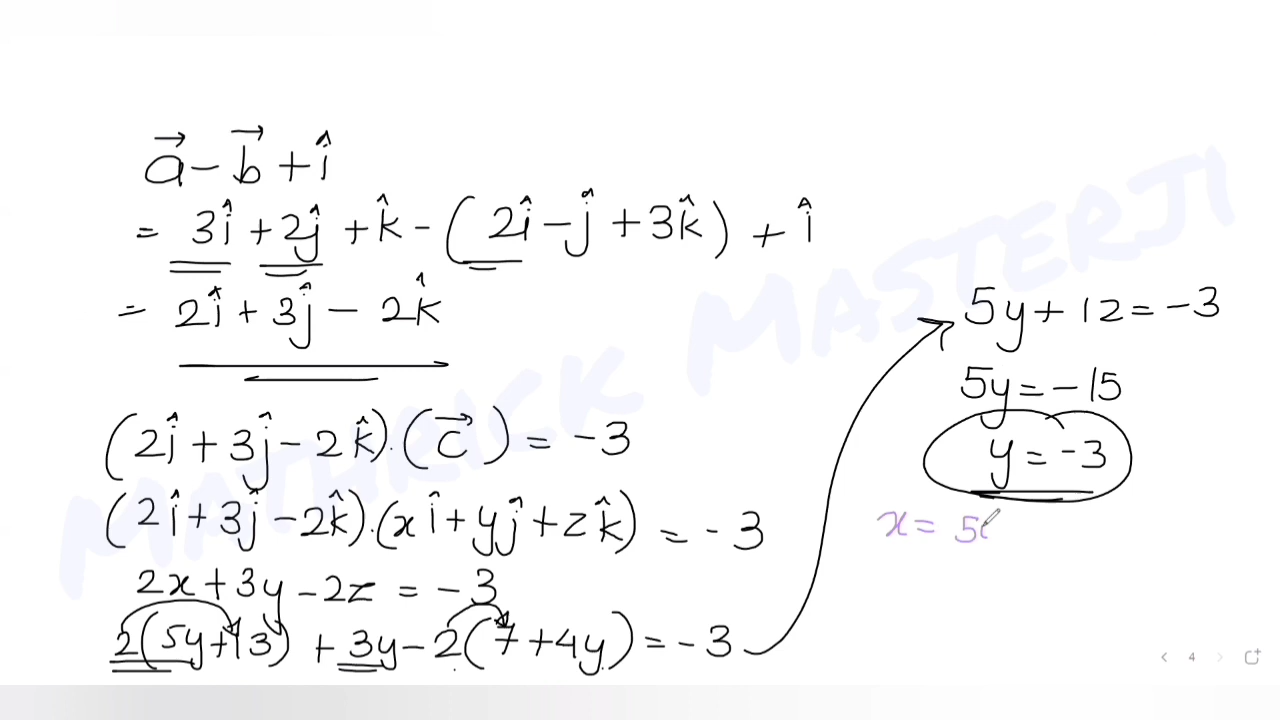 a⃗ − b⃗ + î
= 3î + 2ĵ + k̂ − (2î − ĵ + 3k̂) + î
= 2î + 3ĵ − 2k̂
(2î + 3ĵ − 2k̂).(c⃗) = −3
(2î + 3ĵ − 2k̂).(xî + yĵ + zk̂) = −3
2x + 3y − 2z = −3
2(5y + 13) + 3y − 2(7 + 4y) = −3
5y + 12 = −3
5y = −15
y = −3
x = 5(
MATHRICK MASTERJI
4